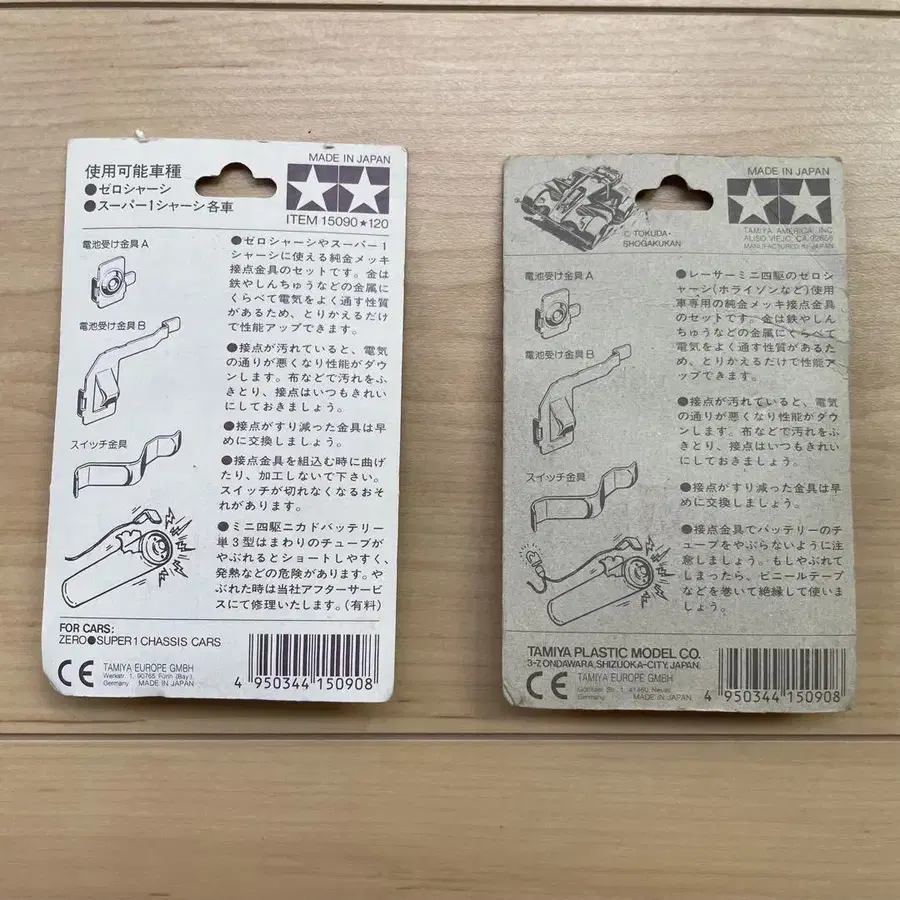 使用可能車種
●ゼロシャーシ
●スーパー1シャーシ各車
MADE IN JAPAN
ITEM 15090★120
電池受け金具A
電池受け金具B
スイッチ金具
●ゼロシャーシやスーパー1
シャーシに使える純金メッキ
接点金具のセットです。金は
鉄やしんちゅうなどの金属に
くらべて電気をよく通す性質
があるため、とりかえるだけ
で性能アップできます。
●接点が汚れていると、電気
の通りが悪くなり性能がダウ
ンします。布などで汚れをふ
きとり、接点はいつもきれい
にしておきましょう。
●接点がすり減った金具は早
めに交換しましょう。
●接点金具を組込む時に曲げ
たり、加工しないで下さい。
スイッチが切れなくなるおそ
れがあります。
●ミニ四駆ニカドバッテリー
単3型はまわりのチューブが
やぶれるとショートしやすく、
発熱などの危険があります。や
ぶれた時は当社アフターサービ
スにて修理いたします。(有料)
FOR CARS:
ZERO●SUPER1 CHASSIS CARS
CE
TAMIYA EUROPE GMBH
Werkstr. 1, 90765 Fürth (Bay),
Germany MADE IN JAPAN
4 950344 150908
© TOKUDA・
SHOGAKUKAN
MADE IN JAPAN
TAMIYA AMERICA, INC.
ALISO VIEJO, CA 92656
MANUFACTURED IN JAPAN
電池受け金具A
電池受け金具B
スイッチ金具
●レーサーミニ四駆のゼロシ
ャーシ(ホライゾンなど)使用
車専用の純金メッキ接点金具
のセットです。金は鉄やしん
ちゅうなどの金属にくらべて
電気をよく通す性質があるた
め、とりかえるだけで性能ア
ップできます。
●接点が汚れていると、電気
の通りが悪くなり性能がダウ
ンします。布などで汚れをふ
きとり、接点はいつもきれい
にしておきましょう。
●接点がすり減った金具は早
めに交換しましょう。
●接点金具でバッテリーのチ
ューブをやぶらないように注
意しましょう。もしやぶれて
しまったら、ビニールテープ
などを巻いて絶縁して使いま
しょう。
TAMIYA PLASTIC MODEL CO.
3-7, ONDAWARA, SHIZUOKA-CITY, JAPAN.
CE
TAMIYA EUROPE GMBH
Germany MADE IN JAPAN
4 950344 150908